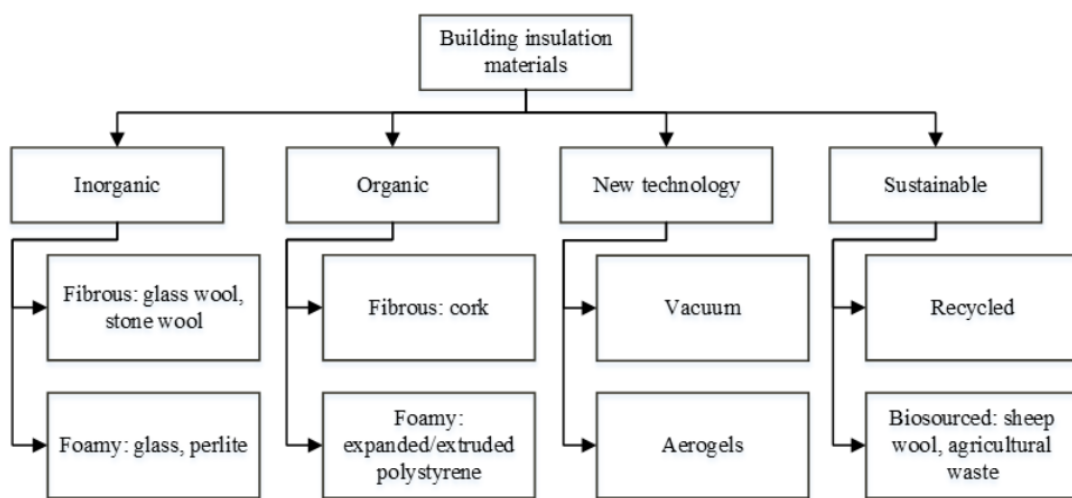 Building insulation
materials
Inorganic
Organic
New technology
Sustainable
Fibrous: glass wool,
stone wool
Fibrous: cork
Vacuum
Recycled
Foamy: glass, perlite
Foamy:
expanded/extruded
polystyrene
Aerogels
Biosourced: sheep
wool, agricultural
waste